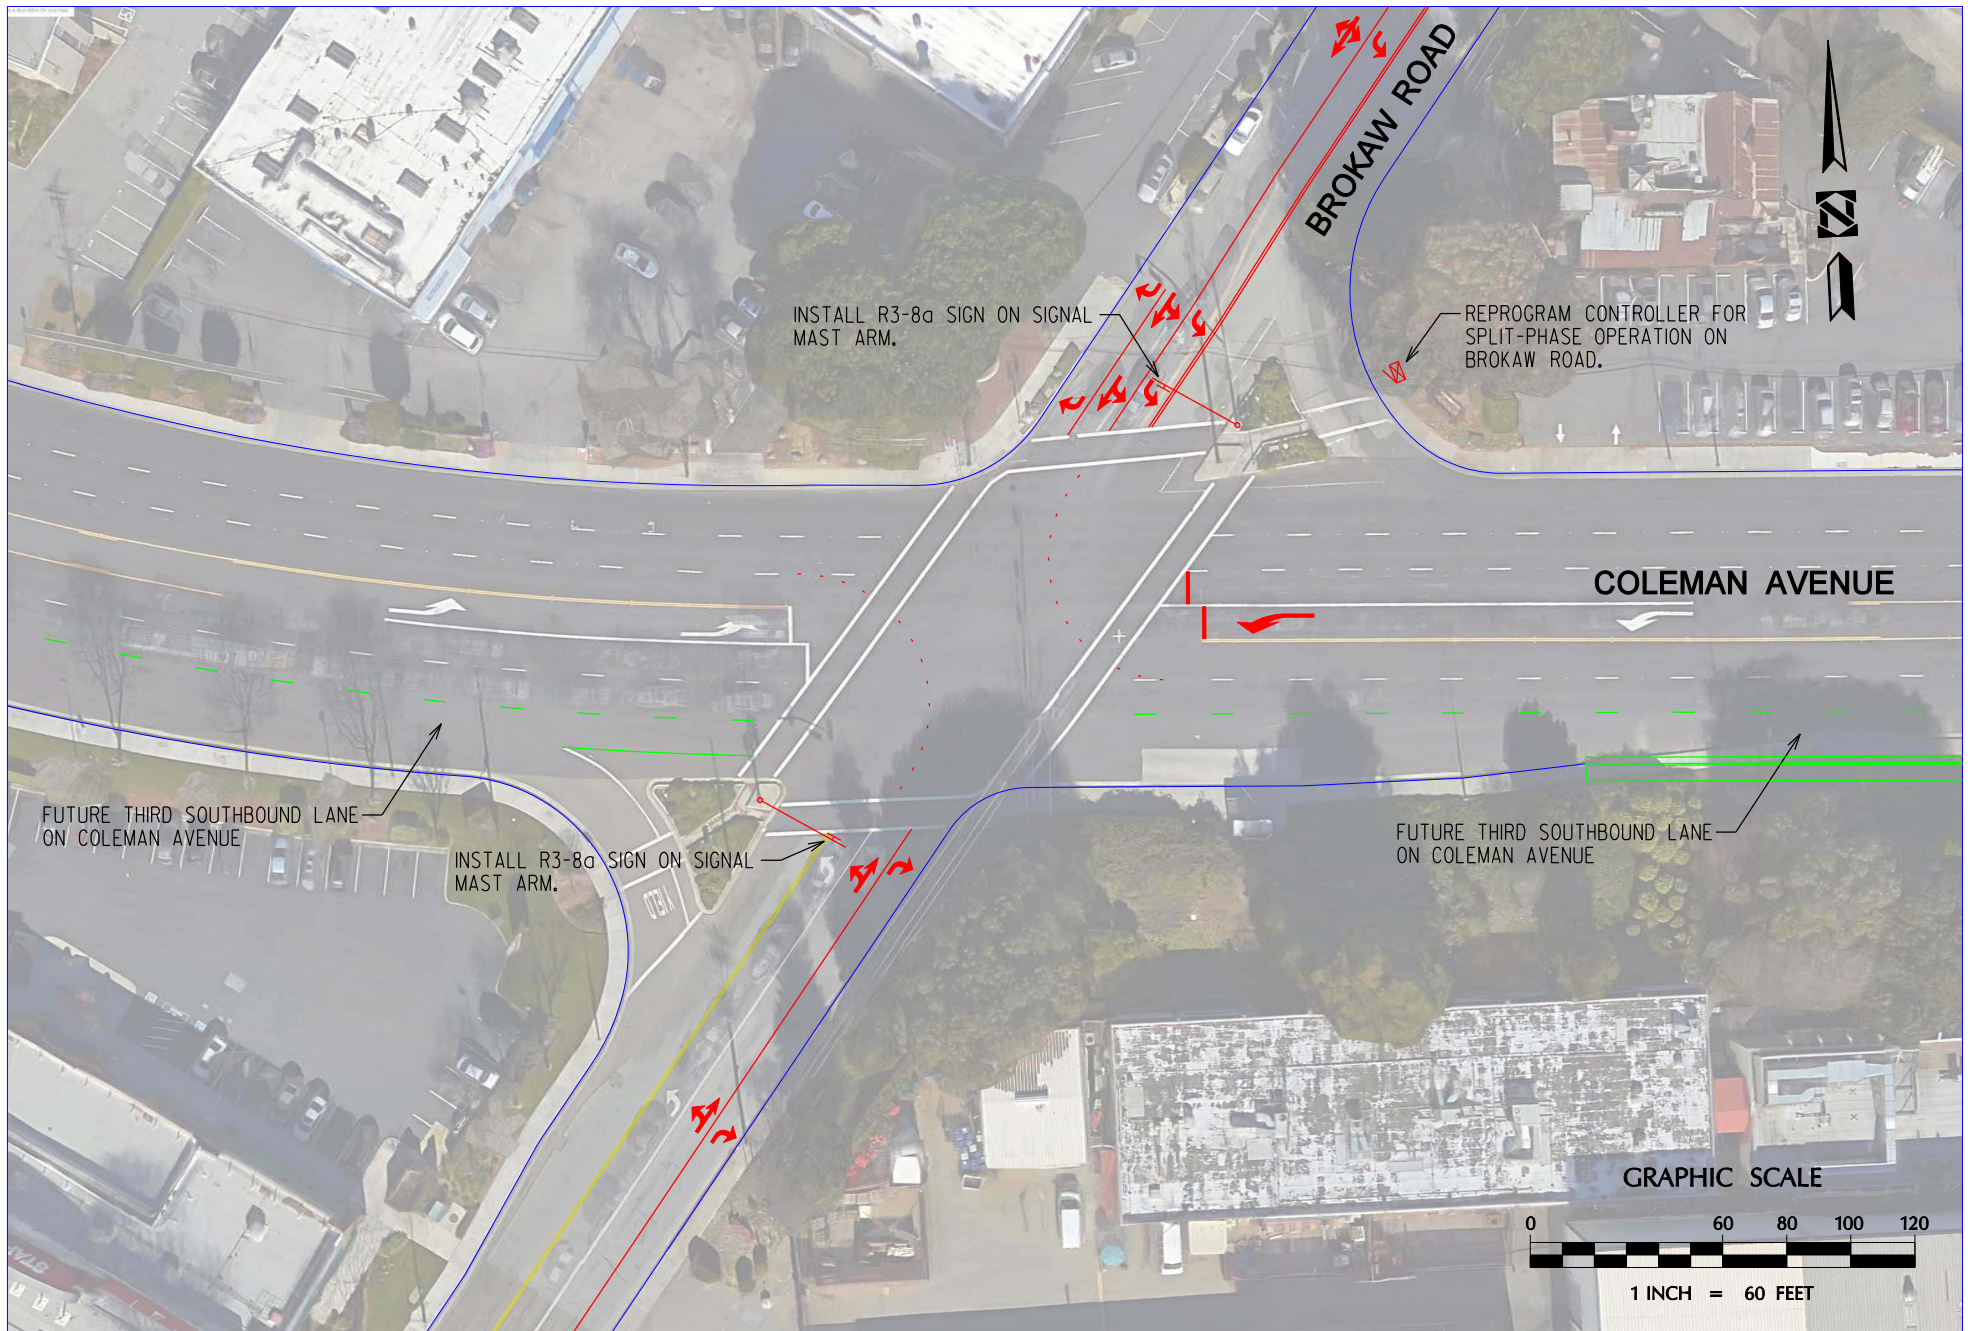 BROKAW ROAD
INSTALL R3-8a SIGN ON SIGNAL
MAST ARM.
REPROGRAM CONTROLLER FOR
SPLIT-PHASE OPERATION ON
BROKAW ROAD.
COLEMAN AVENUE
FUTURE THIRD SOUTHBOUND LANE
ON COLEMAN AVENUE
INSTALL R3-8a SIGN ON SIGNAL
MAST ARM.
FUTURE THIRD SOUTHBOUND LANE
ON COLEMAN AVENUE
YIELD
GRAPHIC SCALE
0 60 80 100 120
1 INCH = 60 FEET